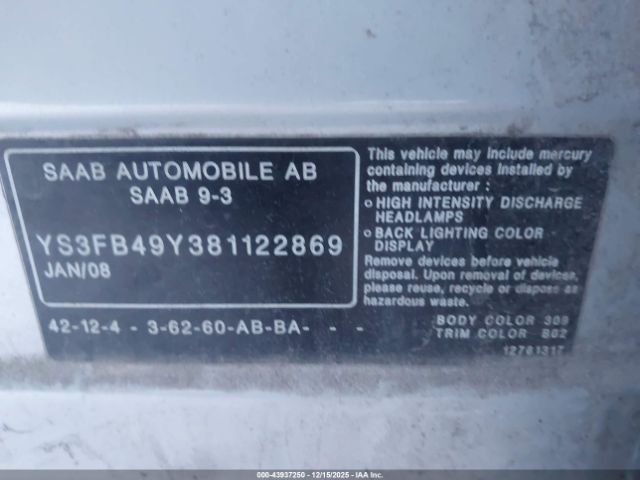 SAAB AUTOMOBILE AB
SAAB 9-3
YS3FB49Y381122869
JAN/08
42-12-4 - 3-62-60-AB-BA- - -
This vehicle may include mercury
containing devices installed by
the manufacturer :
o HIGH INTENSITY DISCHARGE
HEADLAMPS
o BACK LIGHTING COLOR
DISPLAY
Remove devices before vehicle
disposal. Upon removal of devices,
please reuse, recycle or dispose as
hazardous waste.
BODY COLOR 309
TRIM COLOR B02
12781317
000-43937250 - 12/15/2025 - IAAI.com